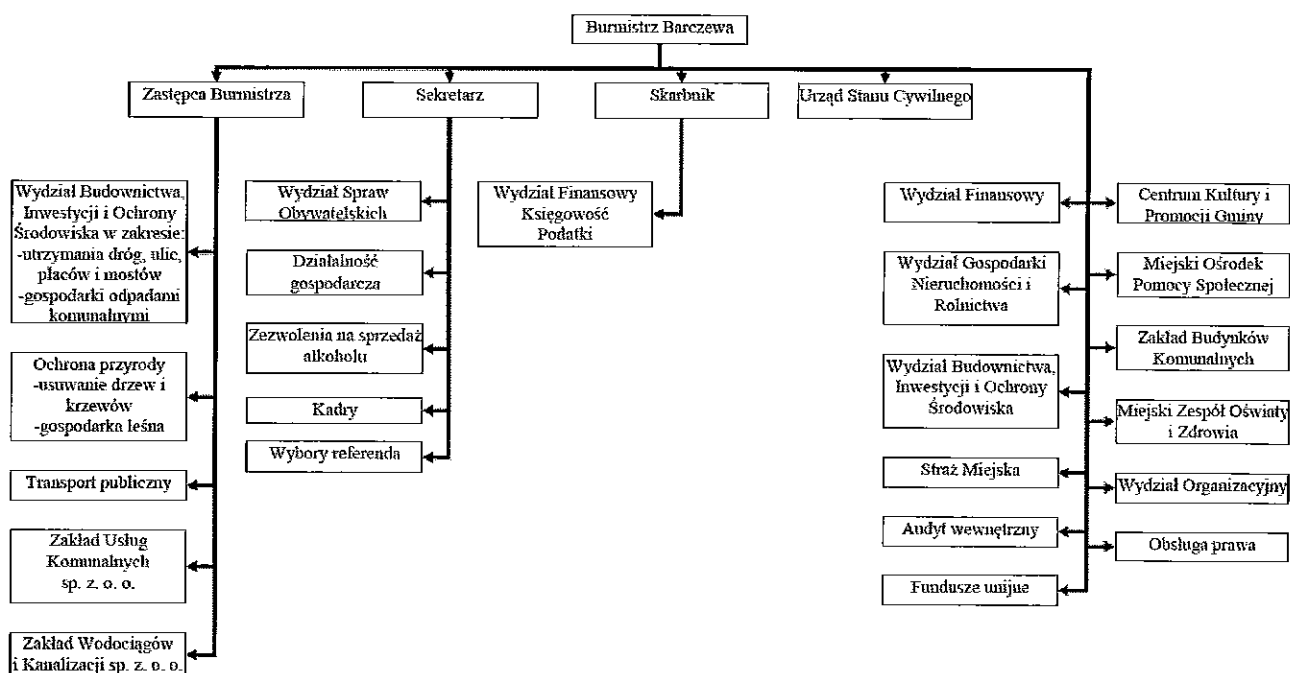 Burmistrz Barczewa
Zastępca Burmistrza
Sekretarz
Skarbnik
Urząd Stanu Cywilnego
Wydział Budownictwa,
Inwestycji i Ochrony
Środowiska w zakresie:
-utrzymania dróg, ulic,
placów i mostów
-gospodarki odpadami
komunalnymi
Ochrona przyrody
-usuwanie drzew i
krzewów
-gospodarka leśna
Transport publiczny
Zakład Usług
Komunalnych
sp. z. o. o.
Zakład Wodociągów
i Kanalizacji sp. z. o. o.
Wydział Spraw
Obywatelskich
Działalność
gospodarcza
Zezwolenia na sprzedaż
alkoholu
Kadry
Wybory referenda
Wydział Finansowy
Księgowość
Podatki
Wydział Finansowy
Wydział Gospodarki
Nieruchomości i
Rolnictwa
Wydział Budownictwa,
Inwestycji i Ochrony
Środowiska
Straż Miejska
Audyt wewnętrzny
Fundusze unijne
Centrum Kultury i
Promocji Gminy
Miejski Ośrodek
Pomocy Społecznej
Zakład Budynków
Komunalnych
Miejski Zespół Oświaty
i Zdrowia
Wydział Organizacyjny
Obsługa prawa